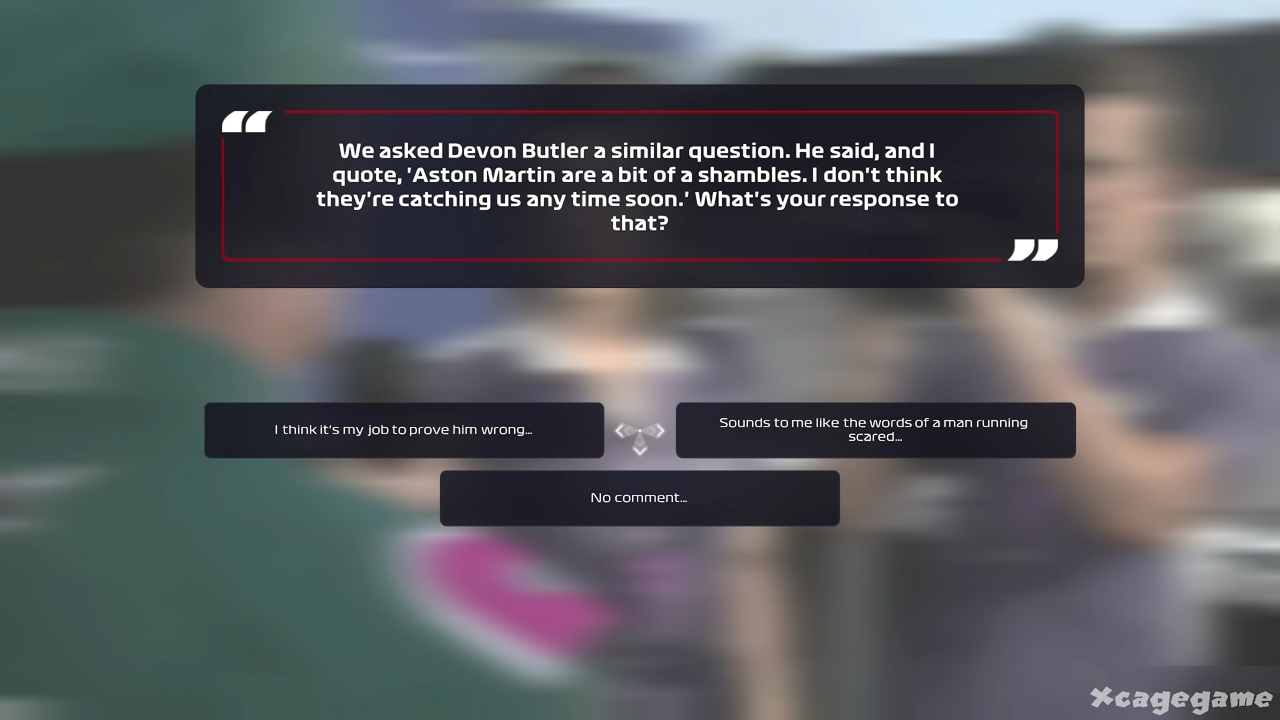 We asked Devon Butler a similar question. He said, and I
quote, 'Aston Martin are a bit of a shambles. I don't think
they're catching us any time soon.' What's your response to
that?
I think it's my job to prove him wrong...
Sounds to me like the words of a man running
scared...
No comment...
Xcagegame